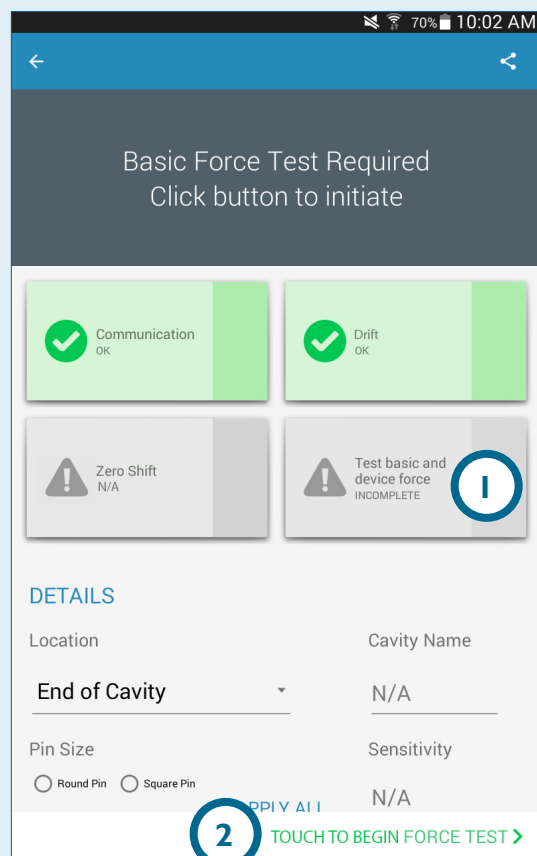 70% 10:02 AM
Basic Force Test Required
Click button to initiate
Communication
OK
Drift
OK
Zero Shift
N/A
Test basic and
device force
INCOMPLETE
1
DETAILS
Location
Cavity Name
End of Cavity
N/A
Pin Size
Sensitivity
Round Pin
Square Pin
N/A
2
TOUCH TO BEGIN FORCE TEST